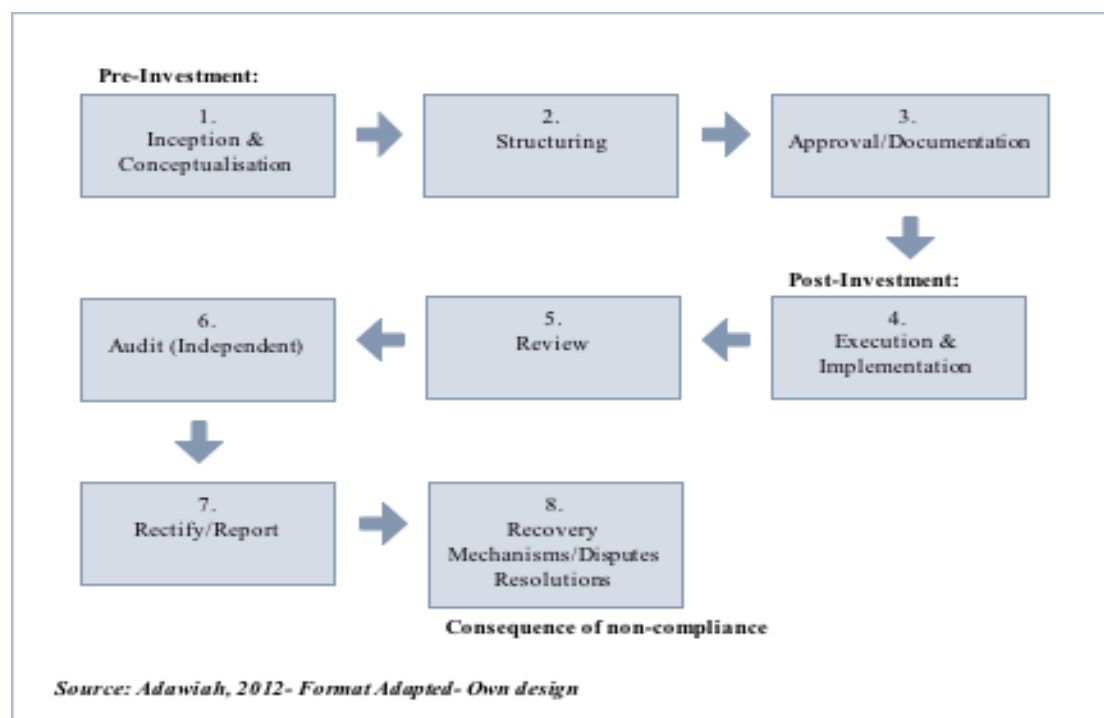 Pre-Investment:
1.
Inception &
Conceptualisation
2.
Structuring
3.
Approval/Documentation
Post-Investment:
4.
Execution &
Implementation
5.
Review
6.
Audit (Independent)
7.
Rectify/Report
8.
Recovery
Mechanisms/Disputes
Resolutions
Consequence of non-compliance
Source: Adawiah, 2012- Format Adapted- Own design